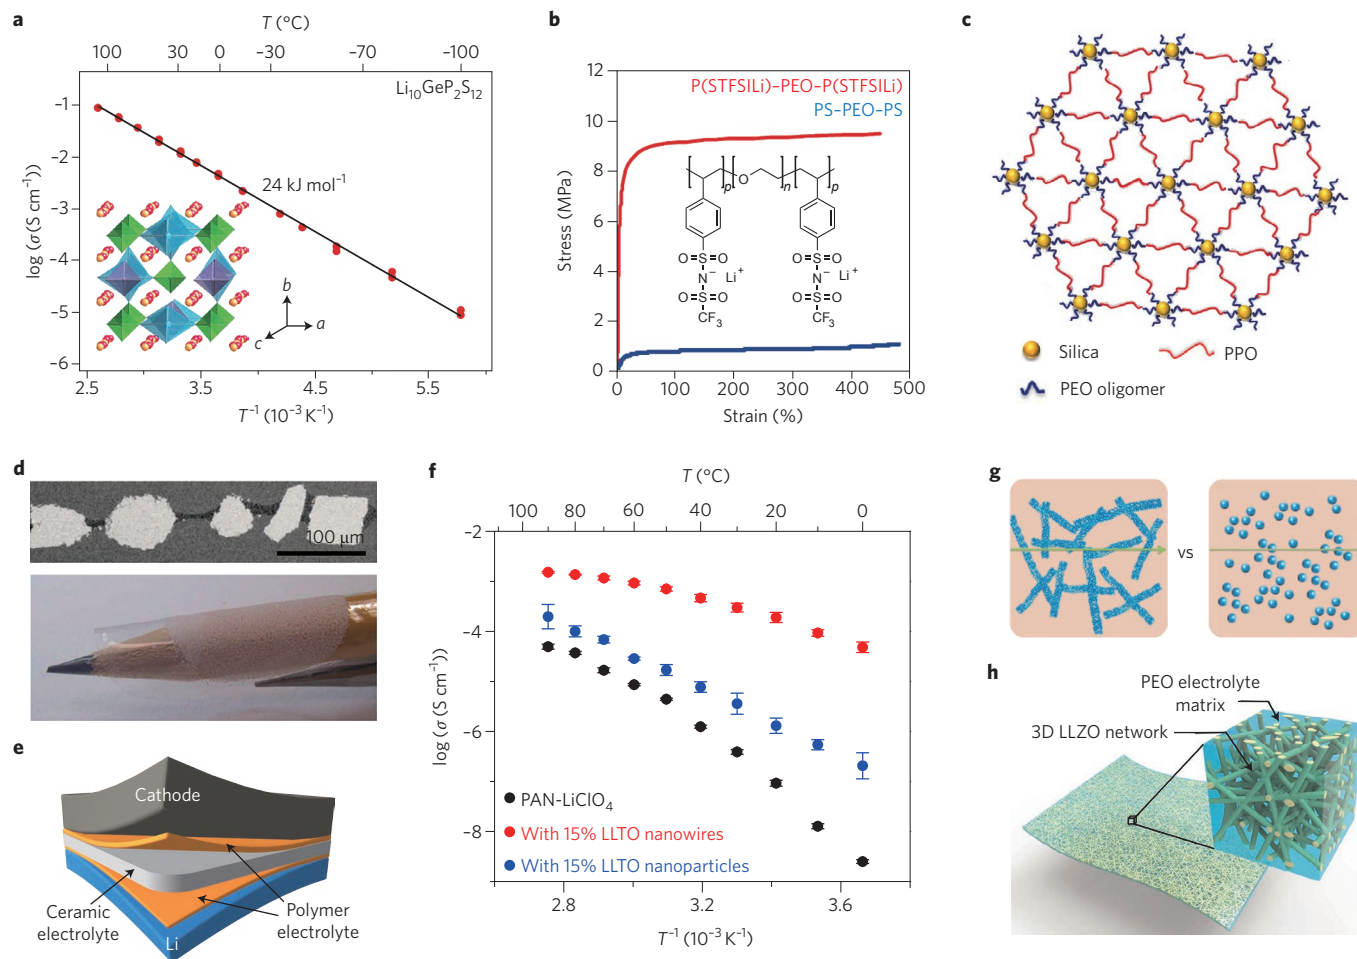 a
T (°C)
100 30 0 –30 –70 –100
Li₁₀GeP₂S₁₂
log (σ (S cm⁻¹))
–1
–2
–3
–4
–5
–6
24 kJ mol⁻¹
b
a
c
2.5 3.5 4.5 5.5
T⁻¹ (10⁻³ K⁻¹)
b
P(STFSILi)–PEO–P(STFSILi)
PS–PEO–PS
Stress (MPa)
12
10
8
6
4
2
0
p O n p
O=S=O O=S=O
N⁻ Li⁺ N⁻ Li⁺
O=S=O O=S=O
CF₃ CF₃
0 100 200 300 400 500
Strain (%)
c
Silica PPO
PEO oligomer
d
100 µm
e
Cathode
Ceramic electrolyte
Polymer electrolyte
Li
f
T (°C)
100 80 60 40 20 0
log (σ (S cm⁻¹))
–2
–4
–6
–8
PAN-LiClO₄
With 15% LLTO nanowires
With 15% LLTO nanoparticles
2.8 3.2 3.6
T⁻¹ (10⁻³ K⁻¹)
g
vs
h
PEO electrolyte
matrix
3D LLZO network